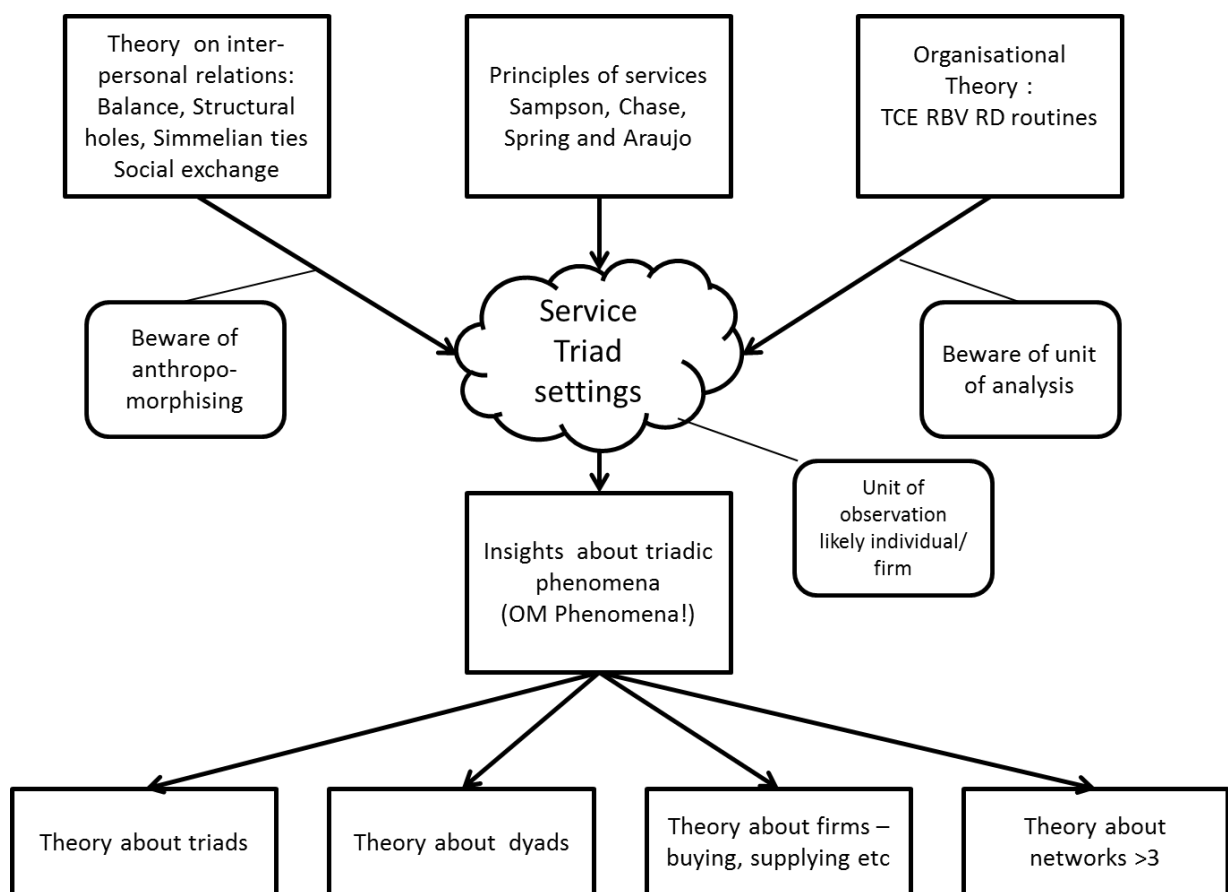 Theory on inter-
personal relations:
Balance, Structural
holes, Simmelian ties
Social exchange
Principles of services
Sampson, Chase,
Spring and Araujo
Organisational
Theory :
TCE RBV RD routines
Beware of
anthropo-
morphising
Service
Triad
settings
Beware of unit
of analysis
Unit of
observation
likely individual/
firm
Insights about triadic
phenomena
(OM Phenomena!)
Theory about triads
Theory about dyads
Theory about firms –
buying, supplying etc
Theory about
networks >3